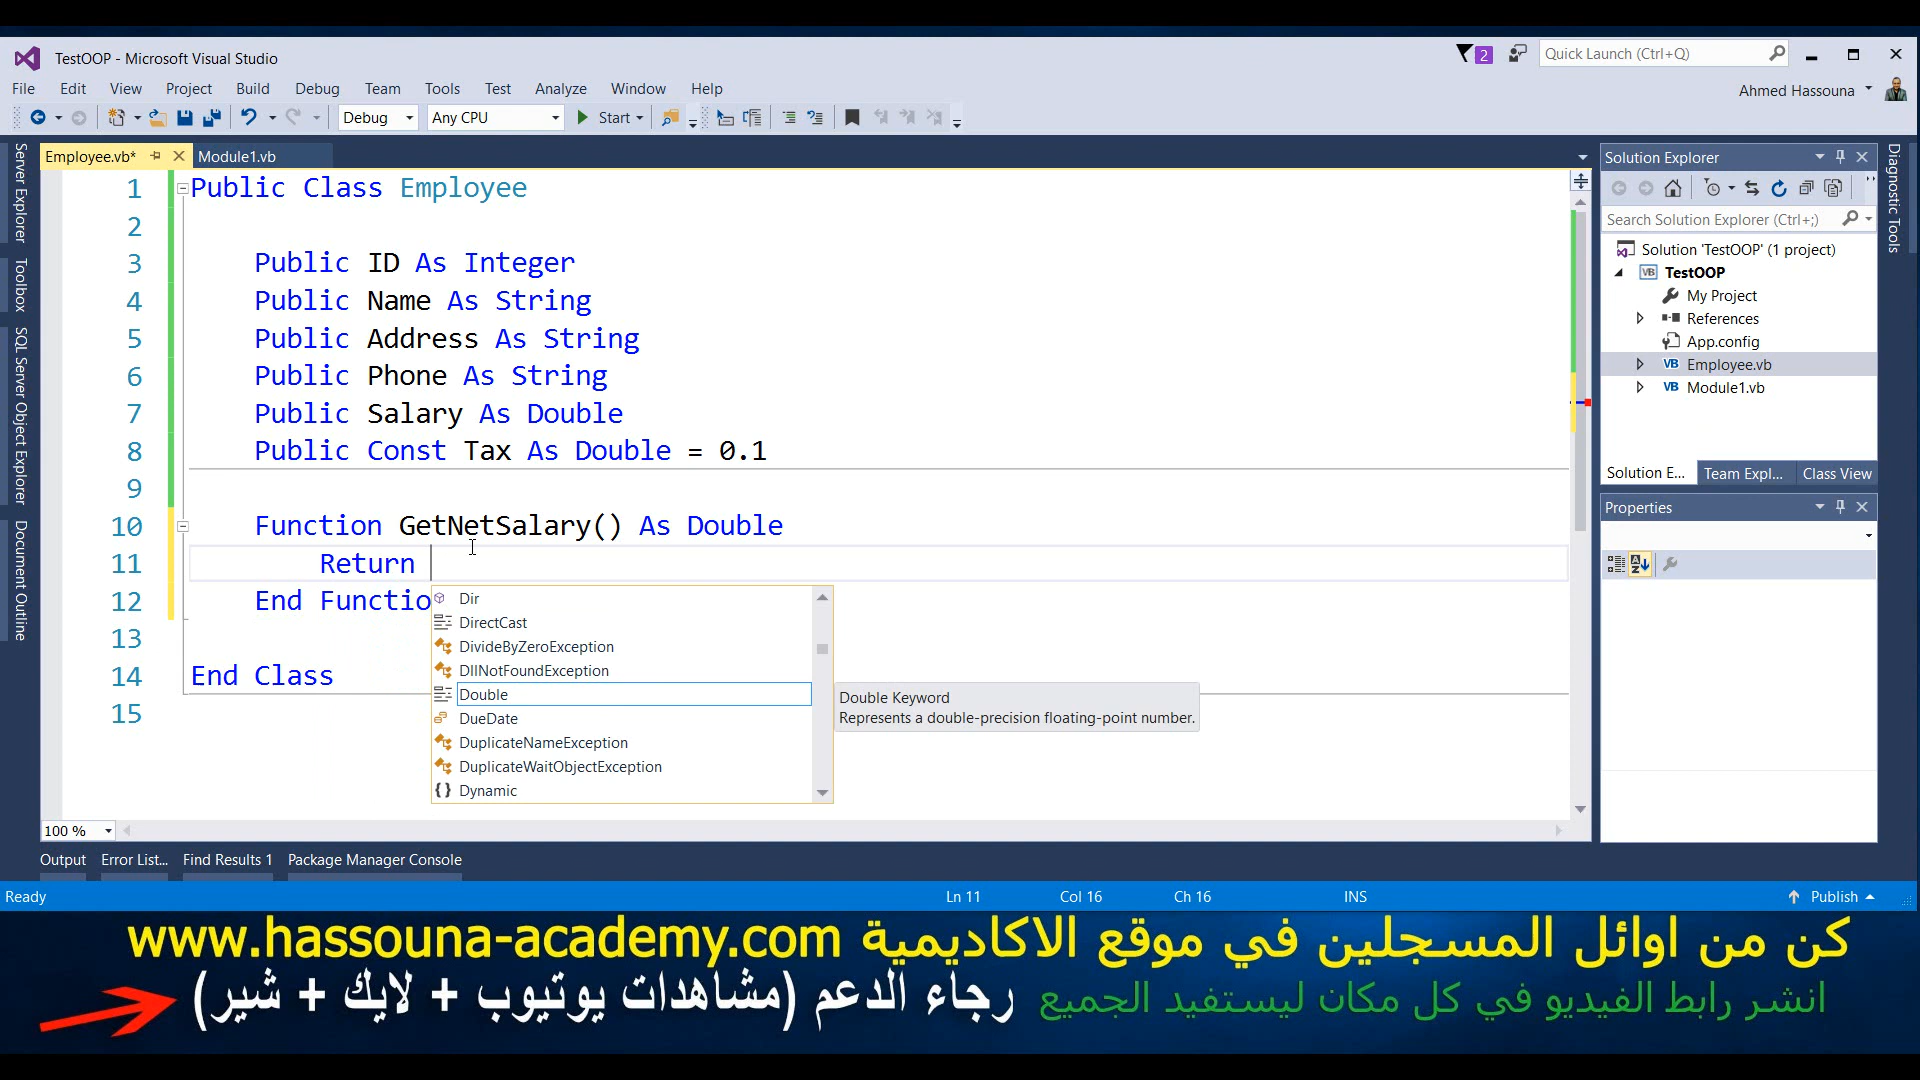 TestOOP - Microsoft Visual Studio
2
Quick Launch (Ctrl+Q)
File Edit View Project Build Debug Team Tools Test Analyze Window Help
Ahmed Hassouna
Debug Any CPU Start
Server Explorer
Toolbox
SQL Server Object Explorer
Document Outline
Employee.vb* Module1.vb
1 Public Class Employee
2
3 Public ID As Integer
4 Public Name As String
5 Public Address As String
6 Public Phone As String
7 Public Salary As Double
8 Public Const Tax As Double = 0.1
9
10 Function GetNetSalary() As Double
11 Return
12 End Functio
13
14 End Class
15
Dir
DirectCast
DivideByZeroException
DllNotFoundException
Double
DueDate
DuplicateNameException
DuplicateWaitObjectException
Dynamic
Double Keyword
Represents a double-precision floating-point number.
100 %
Solution Explorer
Search Solution Explorer (Ctrl+;)
Solution 'TestOOP' (1 project)
VB TestOOP
My Project
References
App.config
VB Employee.vb
VB Module1.vb
Solution E... Team Expl... Class View
Properties
Diagnostic Tools
Output Error List... Find Results 1 Package Manager Console
Ready Ln 11 Col 16 Ch 16 INS Publish
كن من اوائل المسجلين في موقع الاكاديمية www.hassouna-academy.com
انشر رابط الفيديو في كل مكان ليستفيد الجميع رجاء الدعم (مشاهدات يوتيوب + لايك + شير)